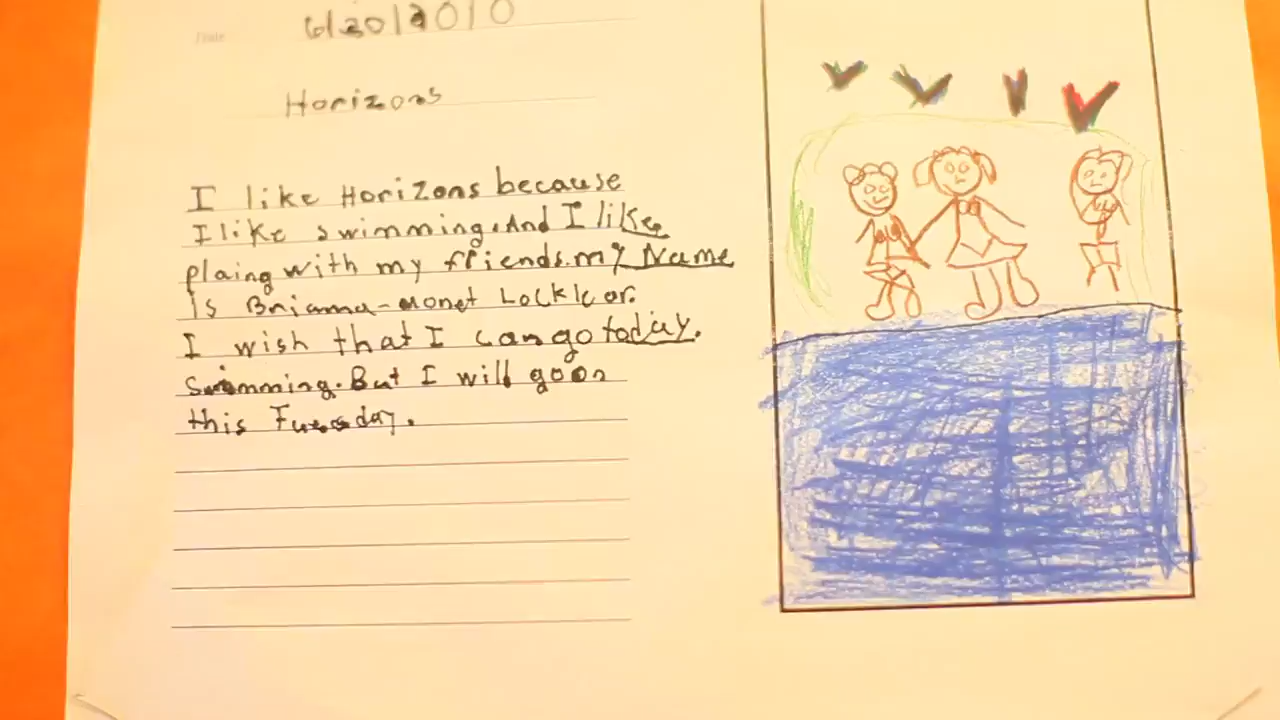 Date 6/30/2010
Horizons
I like Horizons because
I like swimming. And I like
plaing with my friends. my Name
is Brianna-monet Locklear.
I wish that I can go today.
Swimming. But I will go on
this Tuesday.